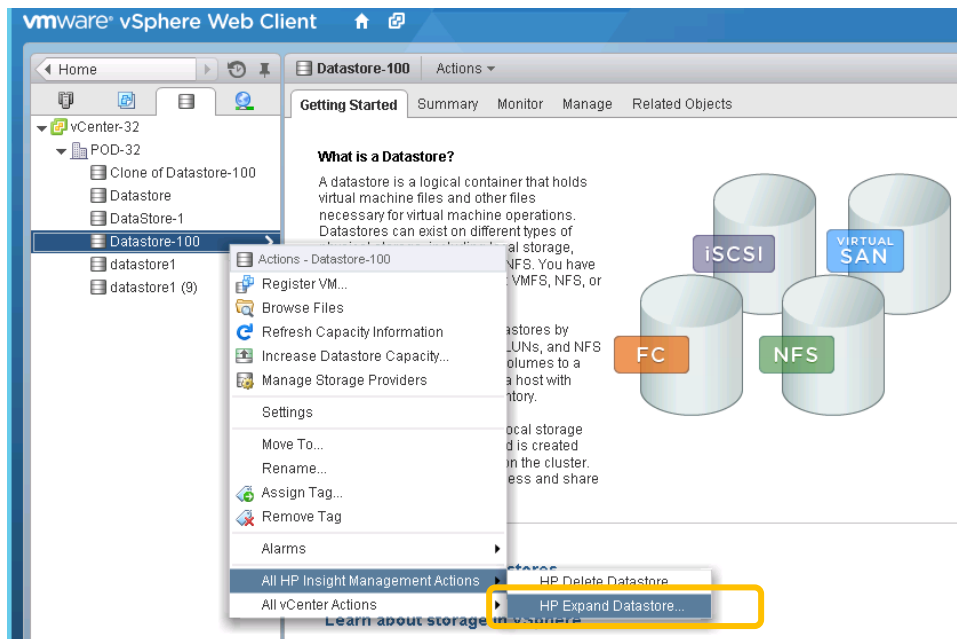 vmware® vSphere Web Client
Home
Datastore-100
Actions
Getting Started
Summary
Monitor
Manage
Related Objects
vCenter-32
POD-32
Clone of Datastore-100
Datastore
DataStore-1
Datastore-100
datastore1
datastore1 (9)
What is a Datastore?
A datastore is a logical container that holds
virtual machine files and other files
necessary for virtual machine operations.
Datastores can exist on different types of
storage,
NFS. You have
VMFS, NFS, or
by
LUNs, and NFS
volumes to a
a host with
storage
d is created
on the cluster.
and share
iSCSI
VIRTUAL
SAN
FC
NFS
Actions - Datastore-100
Register VM...
Browse Files
Refresh Capacity Information
Increase Datastore Capacity...
Manage Storage Providers
Settings
Move To...
Rename...
Assign Tag...
Remove Tag
Alarms
All HP Insight Management Actions
All vCenter Actions
HP Delete Datastore
HP Expand Datastore...
Learn about storage in vSphere